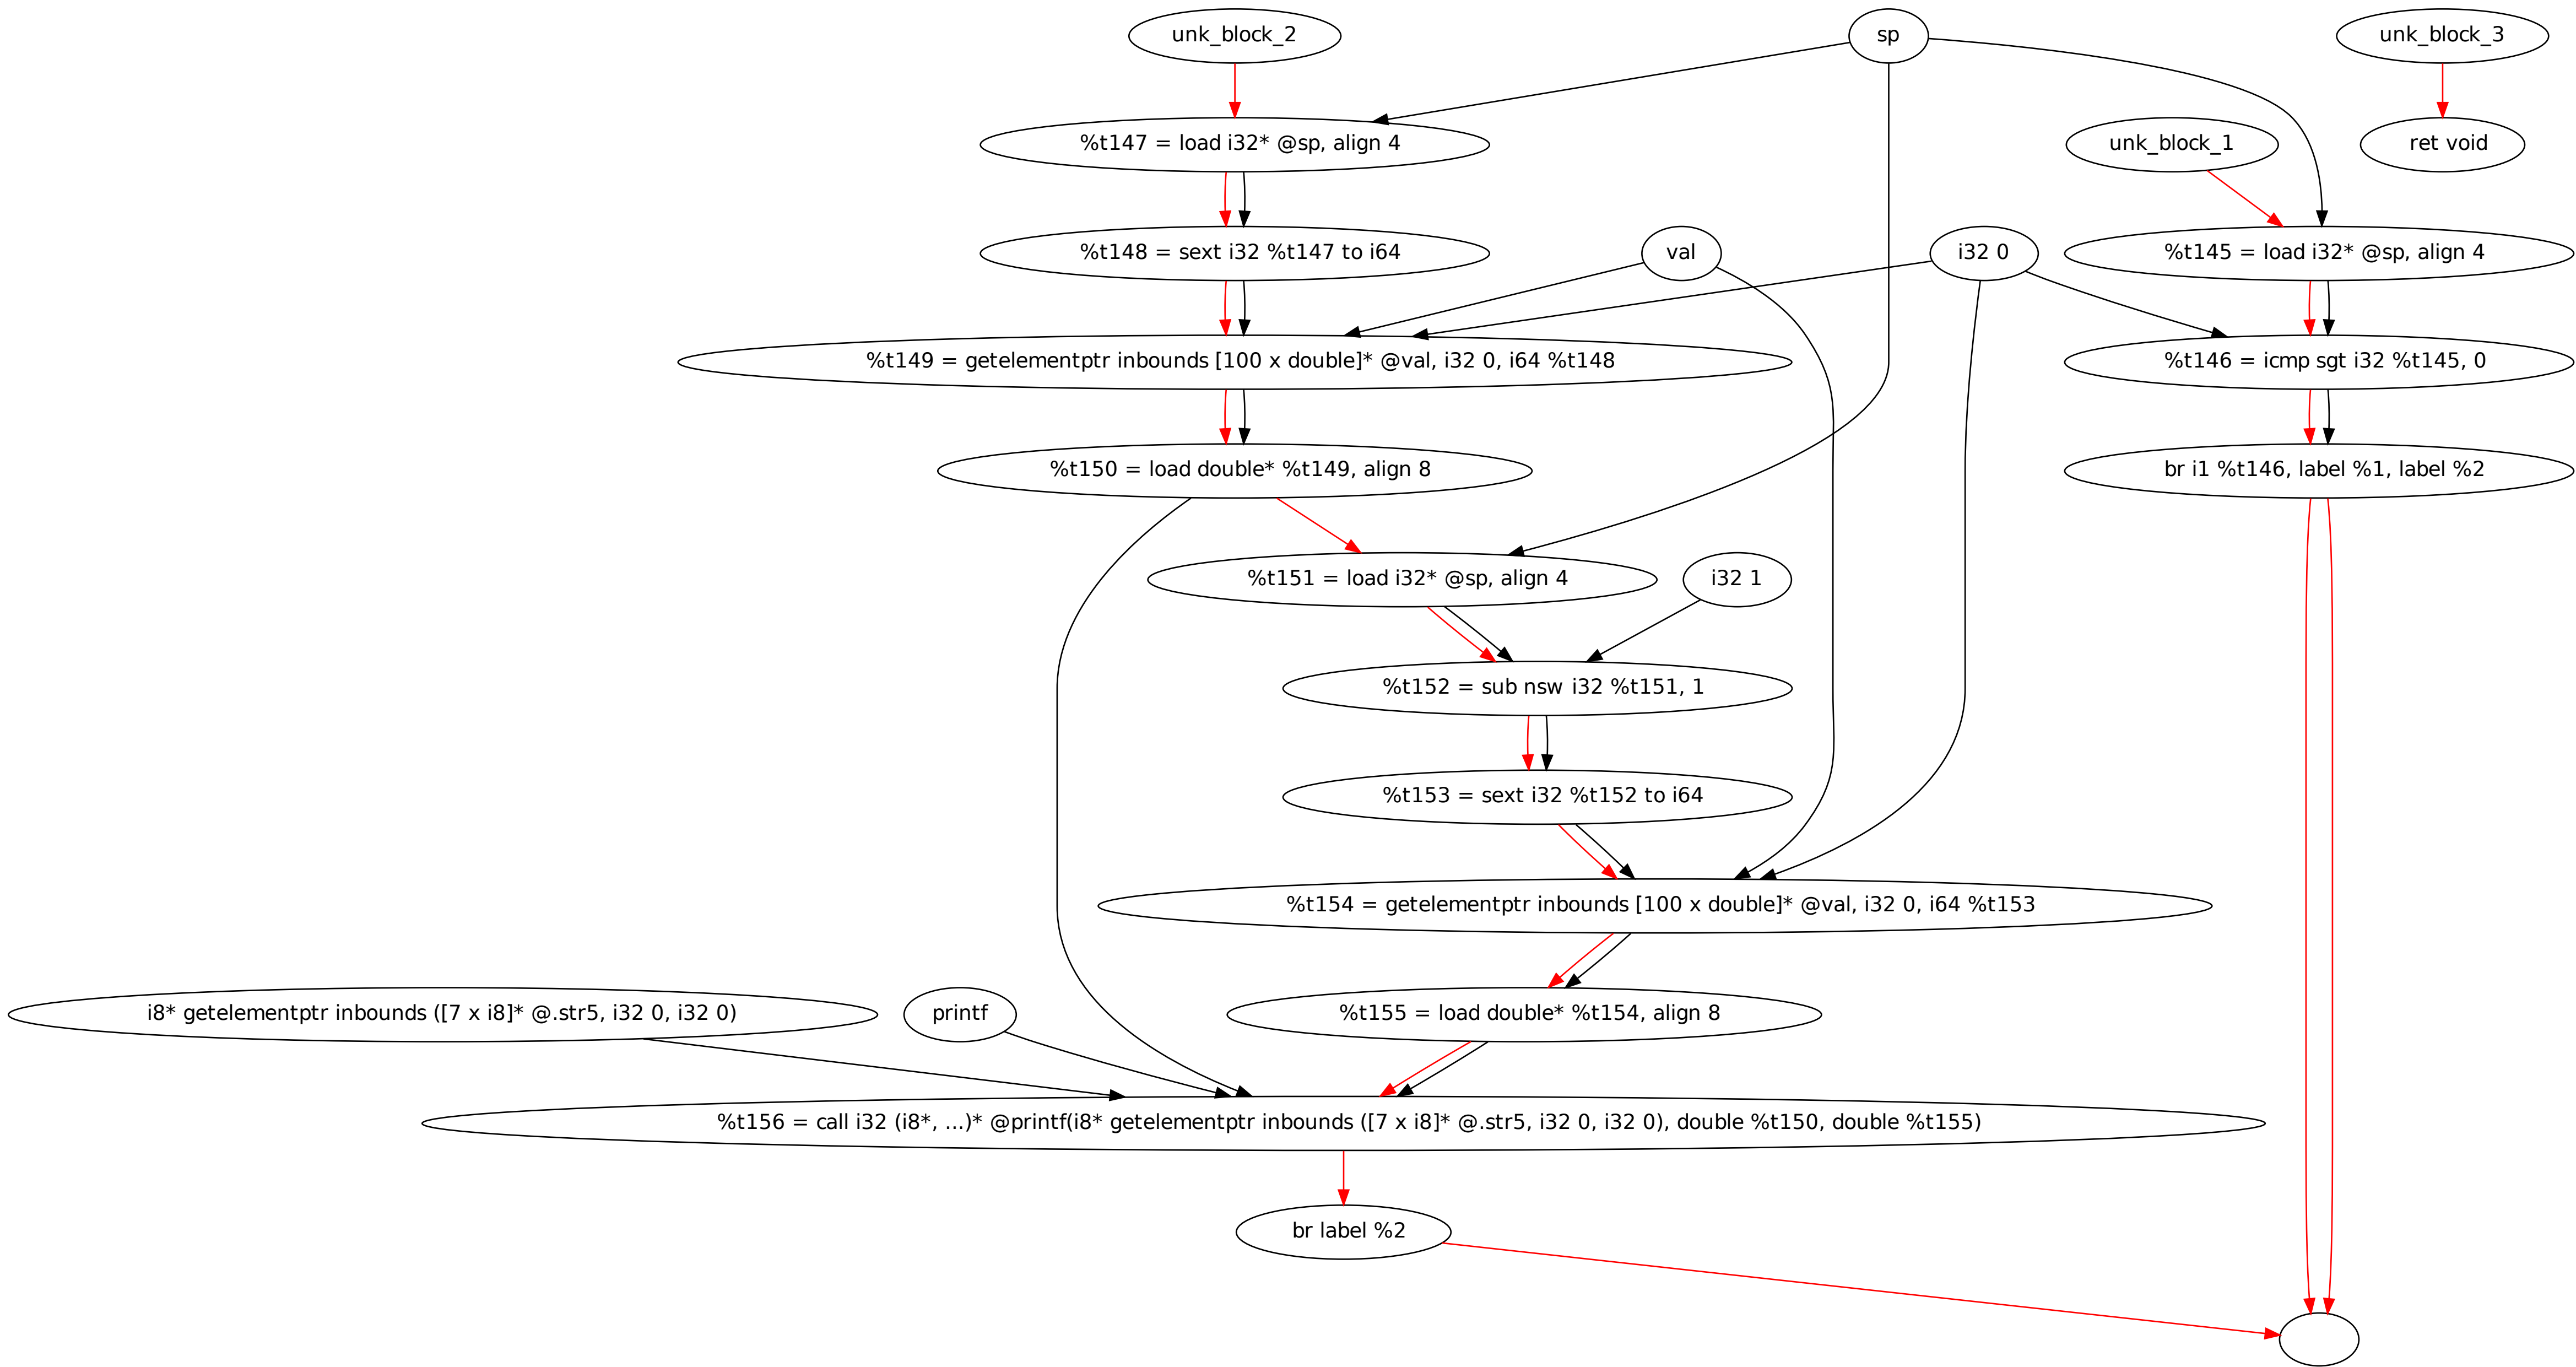 unk_block_2
sp
unk_block_3
%t147 = load i32* @sp, align 4
unk_block_1
ret void
%t148 = sext i32 %t147 to i64
val
i32 0
%t145 = load i32* @sp, align 4
%t149 = getelementptr inbounds [100 x double]* @val, i32 0, i64 %t148
%t146 = icmp sgt i32 %t145, 0
%t150 = load double* %t149, align 8
br i1 %t146, label %1, label %2
%t151 = load i32* @sp, align 4
i32 1
%t152 = sub nsw i32 %t151, 1
%t153 = sext i32 %t152 to i64
%t154 = getelementptr inbounds [100 x double]* @val, i32 0, i64 %t153
i8* getelementptr inbounds ([7 x i8]* @.str5, i32 0, i32 0)
printf
%t155 = load double* %t154, align 8
%t156 = call i32 (i8*, ...)* @printf(i8* getelementptr inbounds ([7 x i8]* @.str5, i32 0, i32 0), double %t150, double %t155)
br label %2